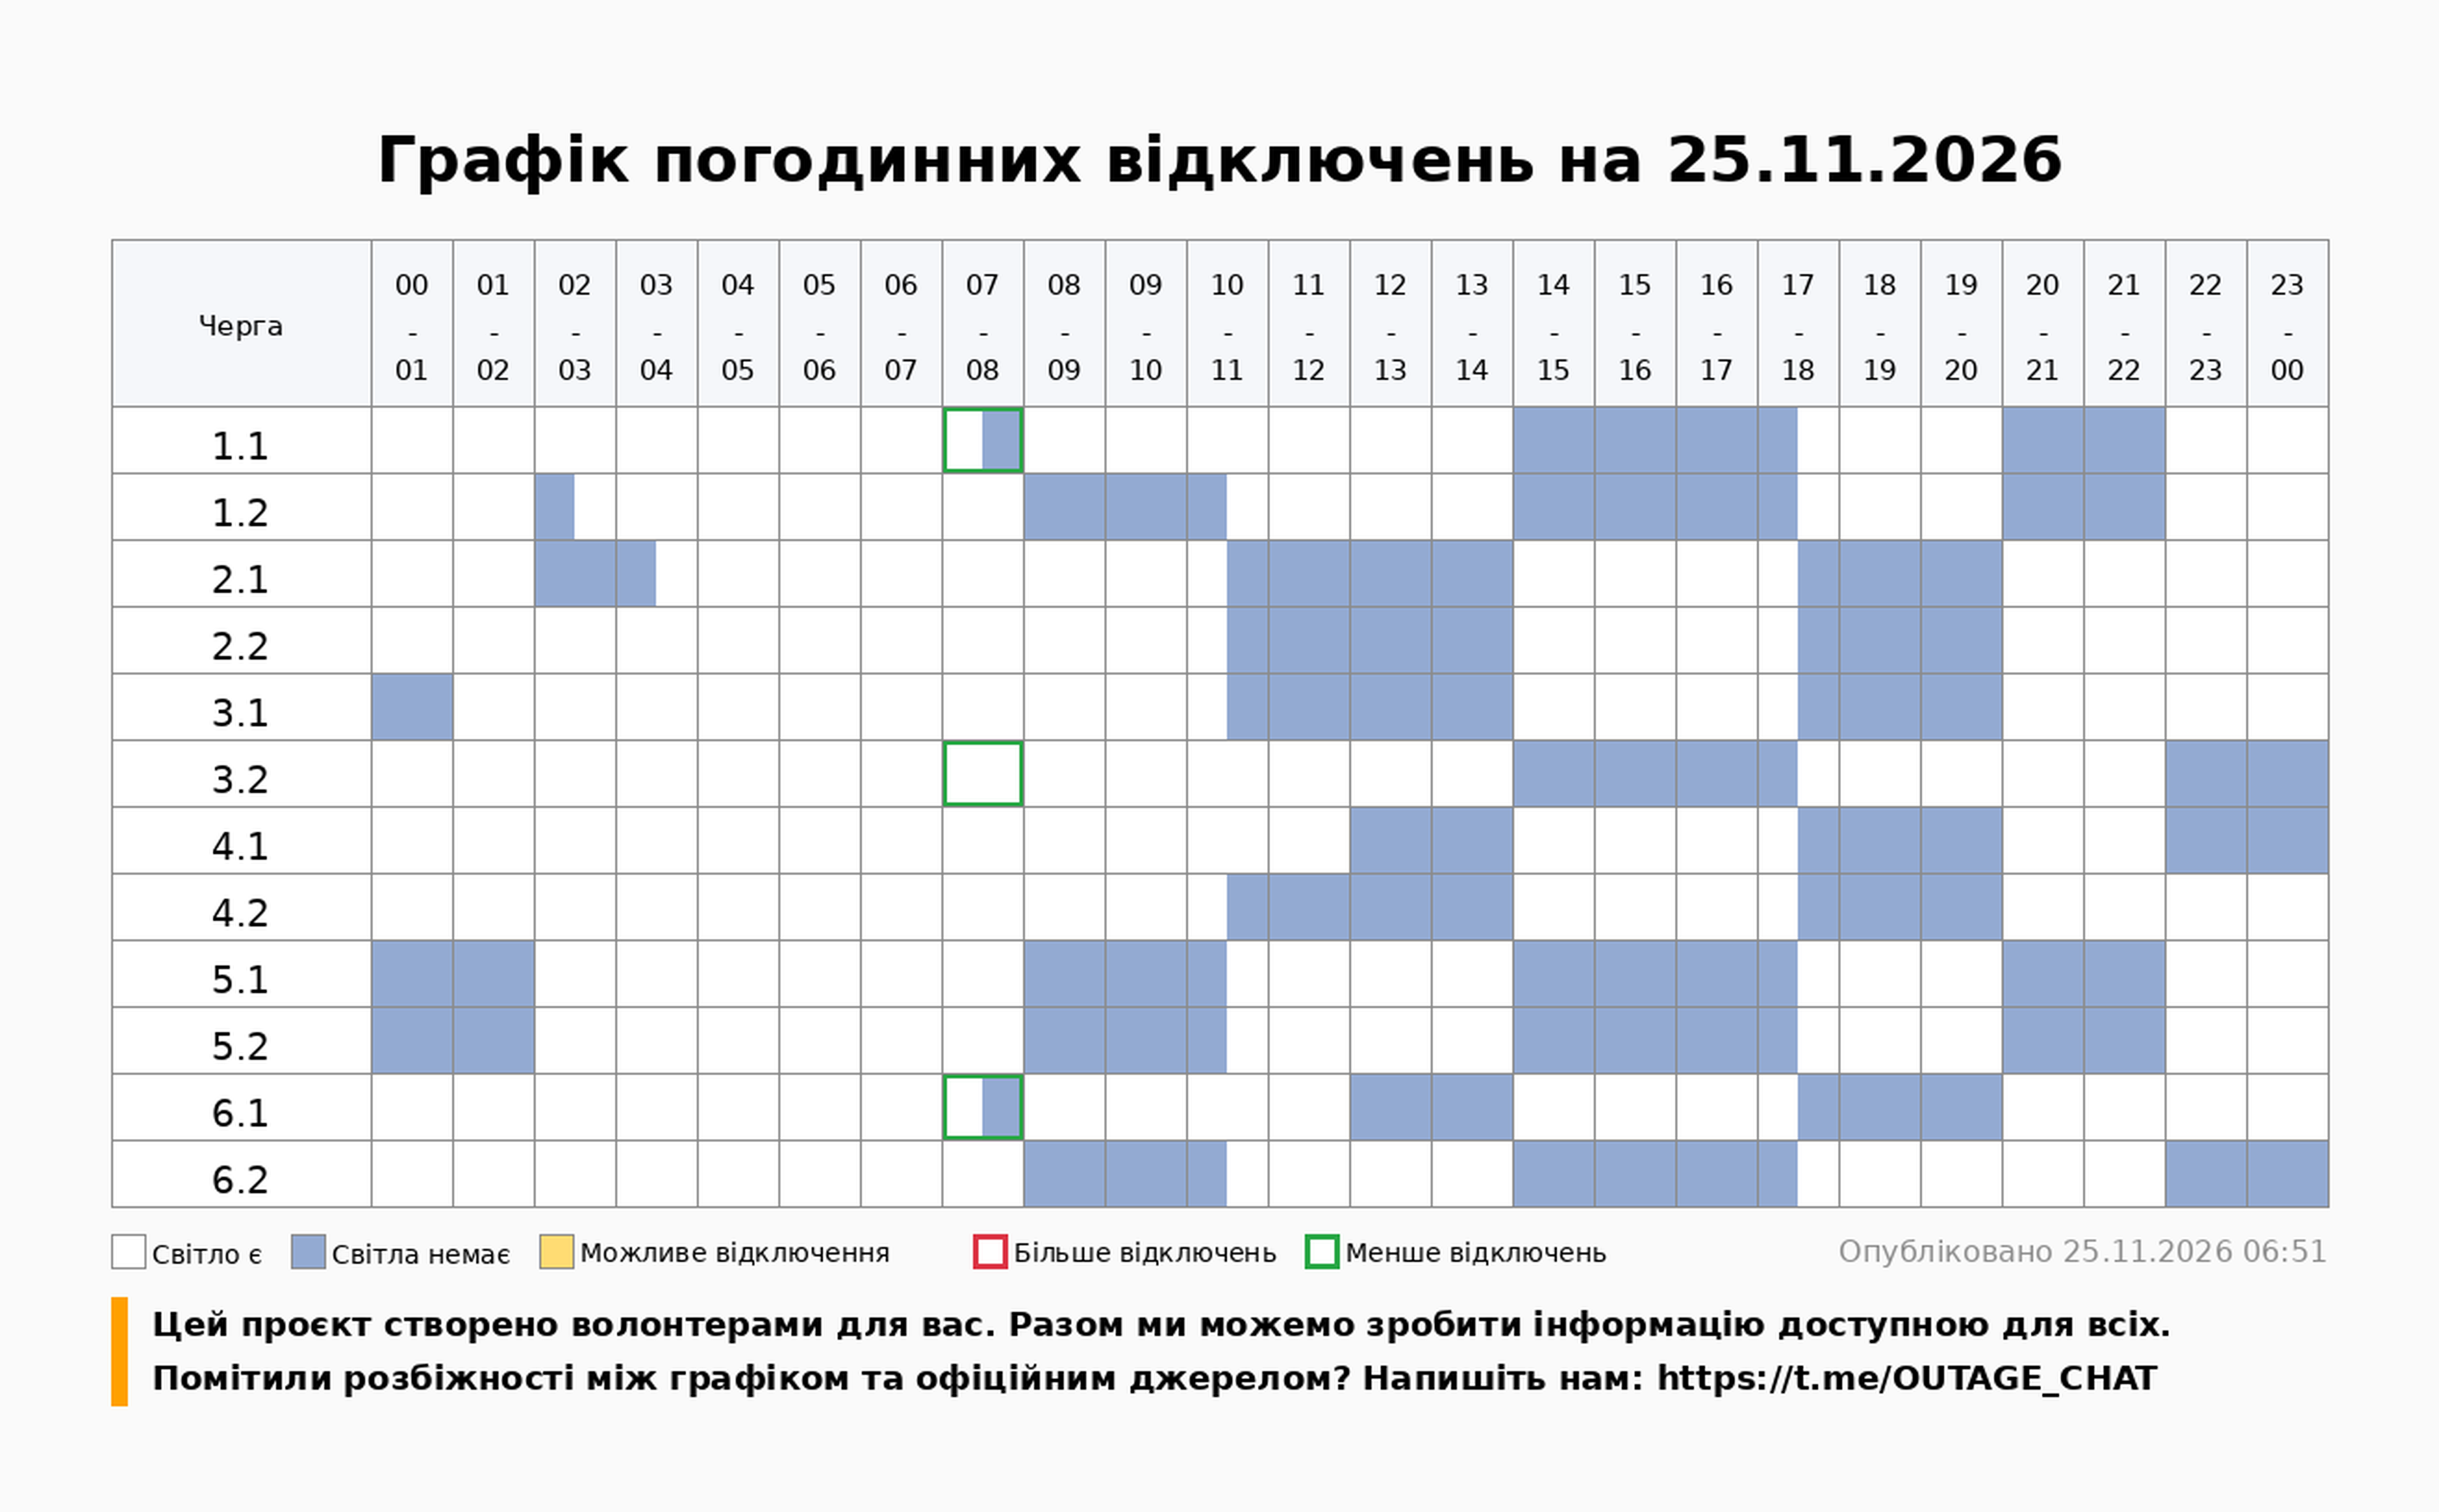 Графік погодинних відключень на 25.11.2026
Черга
00 - 01
01 - 02
02 - 03
03 - 04
04 - 05
05 - 06
06 - 07
07 - 08
08 - 09
09 - 10
10 - 11
11 - 12
12 - 13
13 - 14
14 - 15
15 - 16
16 - 17
17 - 18
18 - 19
19 - 20
20 - 21
21 - 22
22 - 23
23 - 00
1.1
1.2
2.1
2.2
3.1
3.2
4.1
4.2
5.1
5.2
6.1
6.2
Світло є Світла немає Можливе відключення Більше відключень Менше відключень Опубліковано 25.11.2026 06:51
Цей проєкт створено волонтерами для вас. Разом ми можемо зробити інформацію доступною для всіх.
Помітили розбіжності між графіком та офіційним джерелом? Напишіть нам: https://t.me/OUTAGE_CHAT